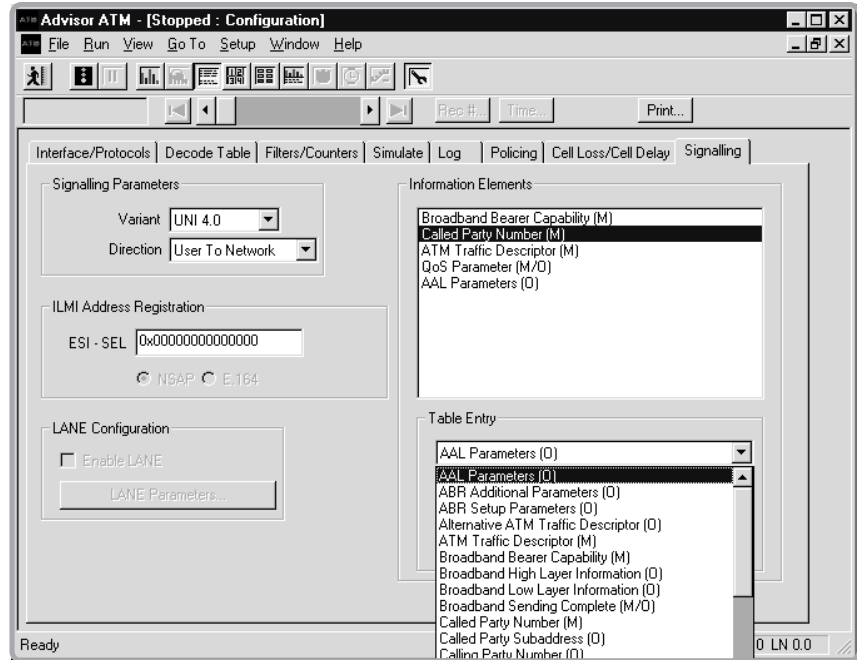 Advisor ATM - [Stopped : Configuration]
File Run View Go To Setup Window Help
Rec #... Time... Print...
Interface/Protocols Decode Table Filters/Counters Simulate Log Policing Cell Loss/Cell Delay Signalling
Signalling Parameters
Variant UNI 4.0
Direction User To Network
ILMI Address Registration
ESI - SEL 0x00000000000000
NSAP E.164
LANE Configuration
Enable LANE
LANE Parameters...
Information Elements
Broadband Bearer Capability (M)
Called Party Number (M)
ATM Traffic Descriptor (M)
QoS Parameter (M/O)
AAL Parameters (O)
Table Entry
AAL Parameters (O)
AAL Parameters (O)
ABR Additional Parameters (O)
ABR Setup Parameters (O)
Alternative ATM Traffic Descriptor (O)
ATM Traffic Descriptor (M)
Broadband Bearer Capability (M)
Broadband High Layer Information (O)
Broadband Low Layer Information (O)
Broadband Sending Complete (M/O)
Called Party Number (M)
Called Party Subaddress (O)
Calling Party Number (O)
Ready
0 LN 0.0